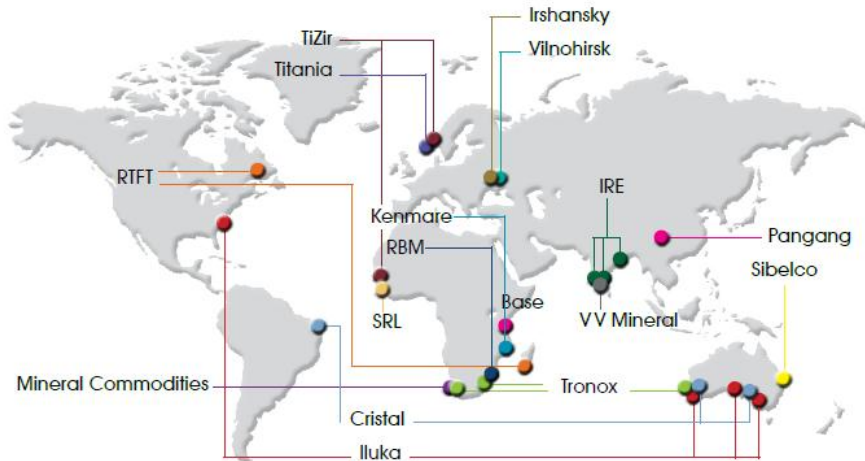 Irshansky
TiZir
Vilnohirsk
Titania
RTFT
IRE
Kenmare
Pangang
RBM
Sibelco
Base
SRL
VV Mineral
Mineral Commodities
Tronox
Cristal
Iluka